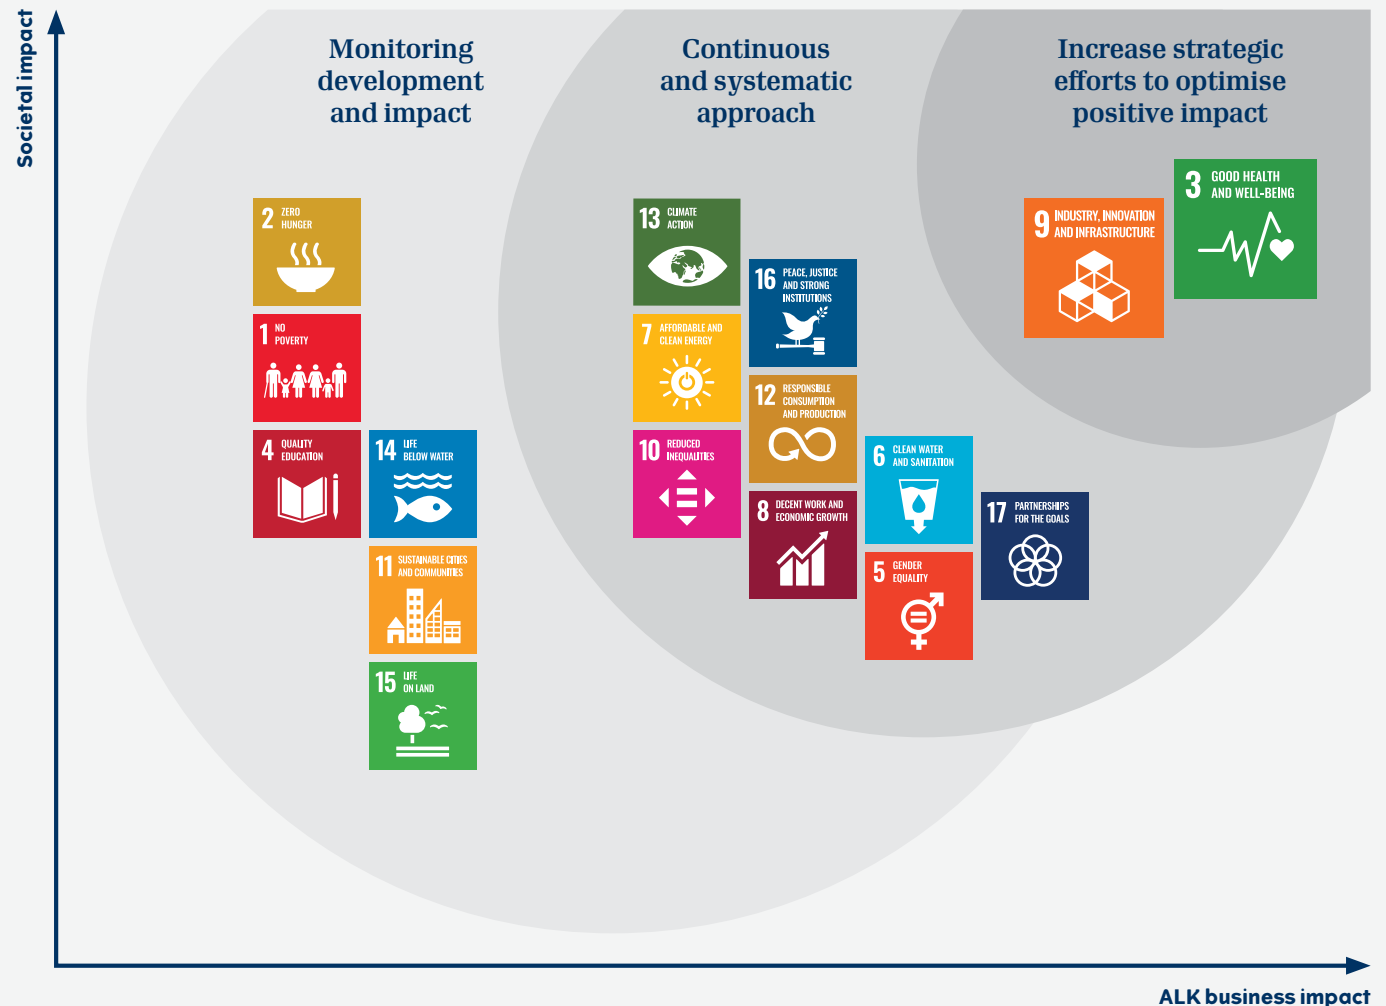 Societal impact
Monitoring
development
and impact
Continuous
and systematic
approach
Increase strategic
efforts to optimise
positive impact
2 ZERO
HUNGER
1 NO
POVERTY
4 QUALITY
EDUCATION
14 LIFE
BELOW WATER
11 SUSTAINABLE CITIES
AND COMMUNITIES
15 LIFE
ON LAND
13 CLIMATE
ACTION
7 AFFORDABLE AND
CLEAN ENERGY
10 REDUCED
INEQUALITIES
16 PEACE, JUSTICE
AND STRONG
INSTITUTIONS
12 RESPONSIBLE
CONSUMPTION
AND PRODUCTION
8 DECENT WORK AND
ECONOMIC GROWTH
6 CLEAN WATER
AND SANITATION
5 GENDER
EQUALITY
17 PARTNERSHIPS
FOR THE GOALS
9 INDUSTRY, INNOVATION
AND INFRASTRUCTURE
3 GOOD HEALTH
AND WELL-BEING
ALK business impact